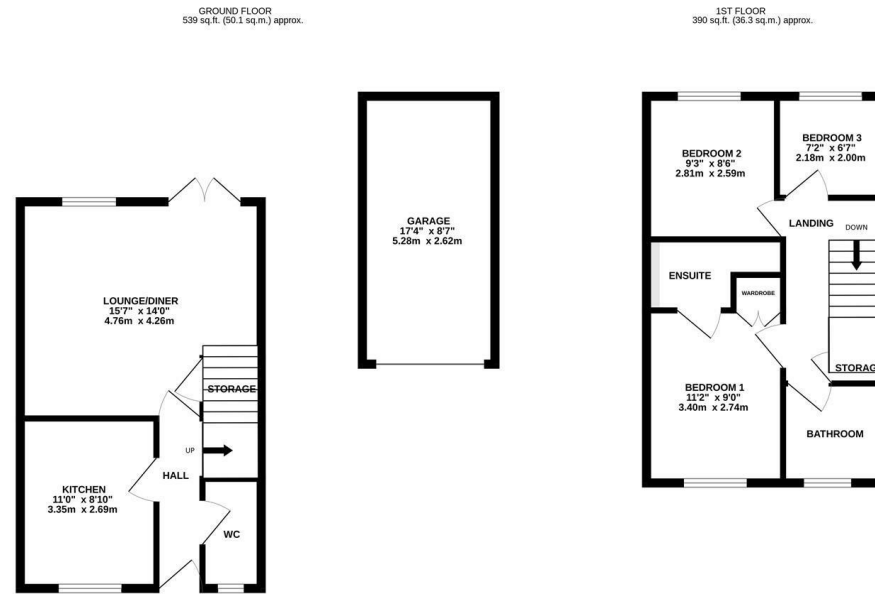 GROUND FLOOR
539 sq.ft. (50.1 sq.m.) approx.
1ST FLOOR
390 sq.ft. (36.3 sq.m.) approx.
LOUNGE/DINER
15'7" x 14'0"
4.76m x 4.26m
STORAGE
UP
HALL
KITCHEN
11'0" x 8'10"
3.35m x 2.69m
WC
GARAGE
17'4" x 8'7"
5.28m x 2.62m
BEDROOM 2
9'3" x 8'6"
2.81m x 2.59m
BEDROOM 3
7'2" x 6'7"
2.18m x 2.00m
LANDING
DOWN
ENSUITE
WARDROBE
BEDROOM 1
11'2" x 9'0"
3.40m x 2.74m
STORAG
BATHROOM